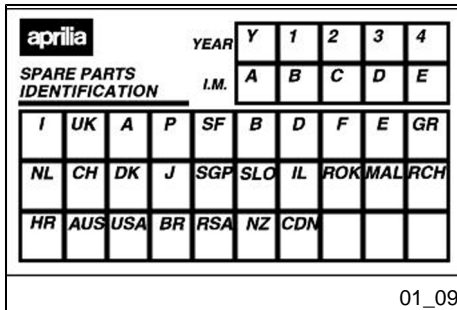 aprilia YEAR Y 1 2 3 4
SPARE PARTS
IDENTIFICATION I.M. A B C D E
I UK A P SF B D F E GR
NL CH DK J SGP SLO IL ROK MAL RCH
HR AUS USA BR RSA NZ CDN
01_09